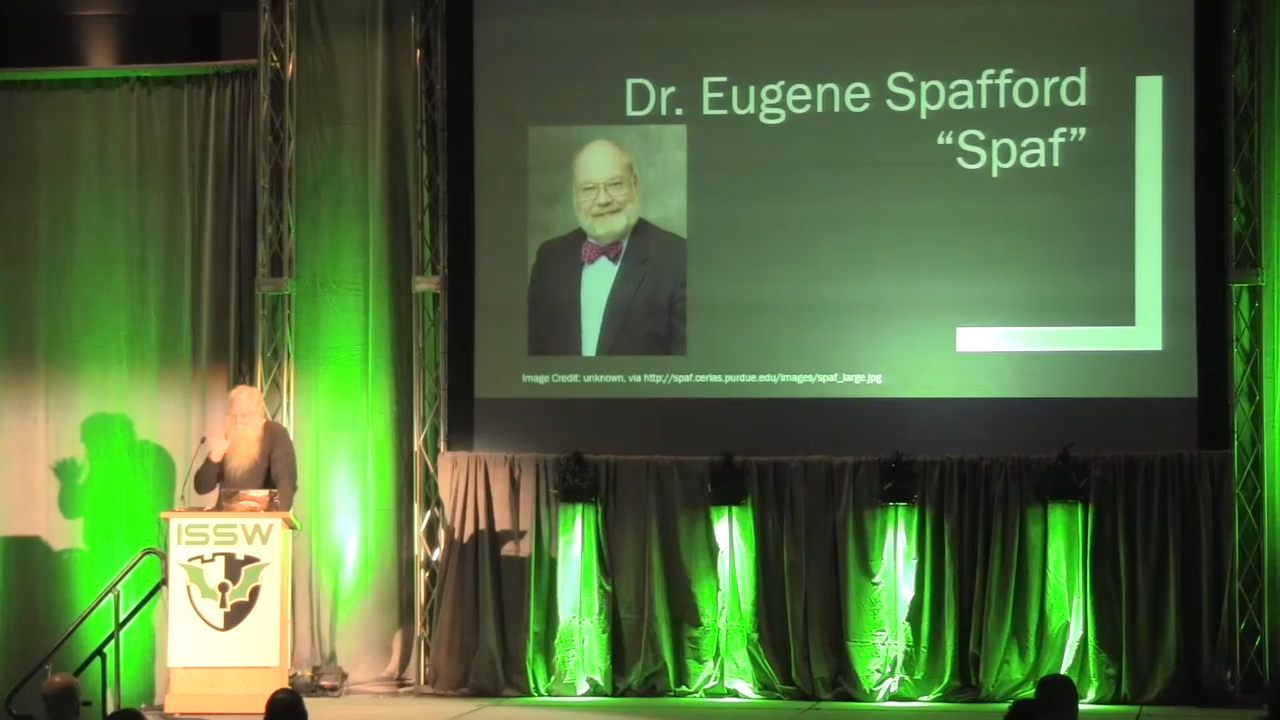 Dr. Eugene Spafford
“Spaf”
Image Credit: unknown, via http://spaf.cerias.purdue.edu/images/spaf_large.jpg
ISSW